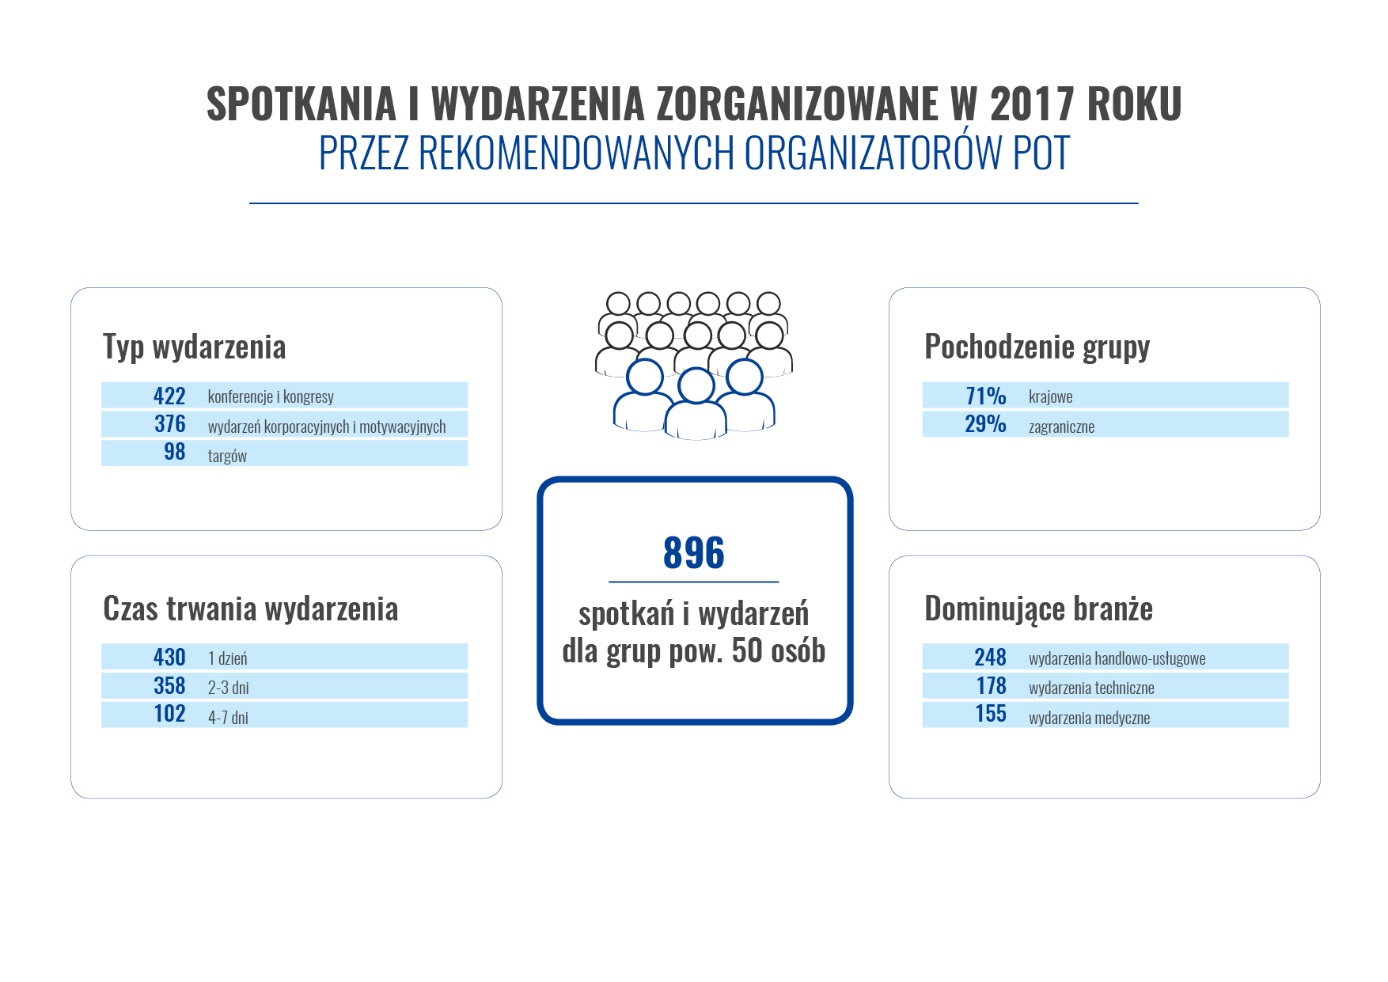 SPOTKANIA I WYDARZENIA ZORGANIZOWANE W 2017 ROKU
PRZEZ REKOMENDOWANYCH ORGANIZATORÓW POT
Typ wydarzenia
422 konferencje i kongresy
376 wydarzeń korporacyjnych i motywacyjnych
98 targów
Czas trwania wydarzenia
430 1 dzień
358 2-3 dni
102 4-7 dni
896
spotkań i wydarzeń
dla grup pow. 50 osób
Pochodzenie grupy
71% krajowe
29% zagraniczne
Dominujące branże
248 wydarzenia handlowo-usługowe
178 wydarzenia techniczne
155 wydarzenia medyczne